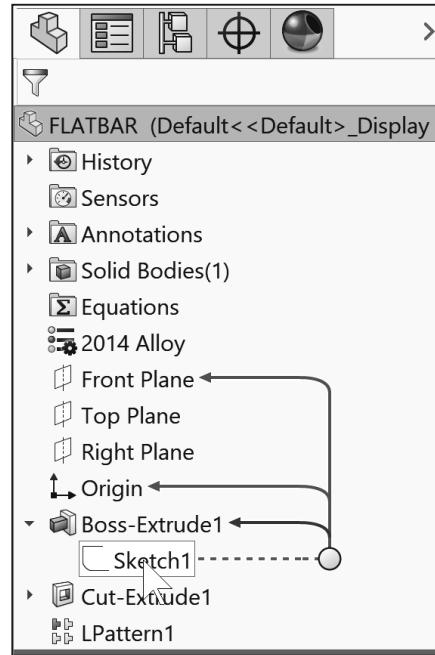 FLATBAR (Default<<Default>_Display
History
Sensors
Annotations
Solid Bodies(1)
Equations
2014 Alloy
Front Plane
Top Plane
Right Plane
Origin
Boss-Extrude1
Sketch1
Cut-Extrude1
LPattern1